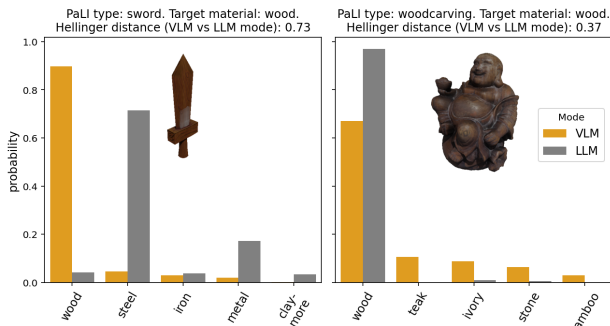 PaLI type: sword. Target material: wood.
Hellinger distance (VLM vs LLM mode): 0.73
PaLI type: woodcarving. Target material: wood.
Hellinger distance (VLM vs LLM mode): 0.37
probability
1.0
0.8
0.6
0.4
0.2
0.0
Mode
VLM
LLM
wood
steel
iron
metal
clay-
more
wood
teak
ivory
stone
amboo